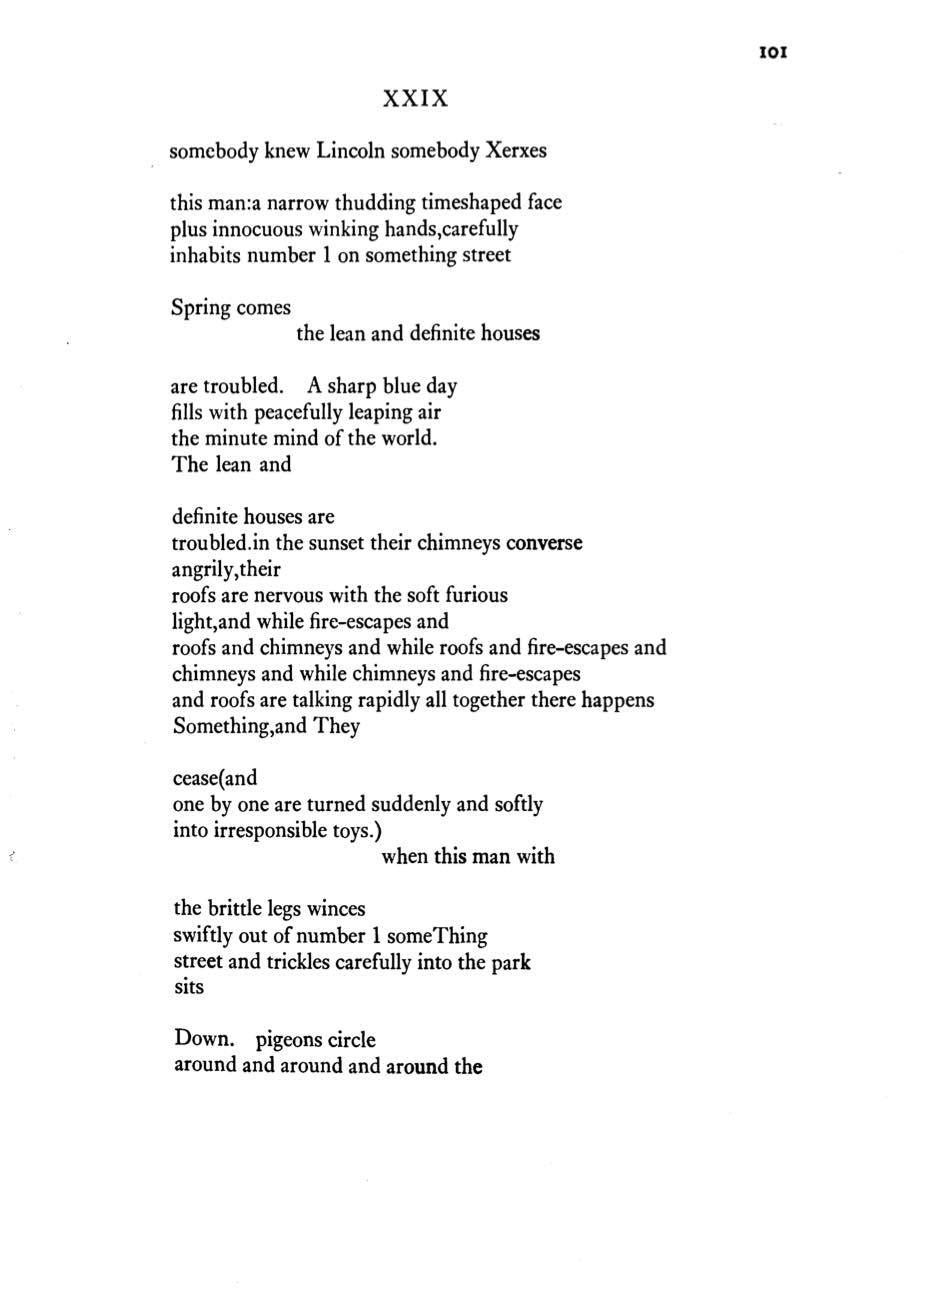 101
XXIX
somebody knew Lincoln somebody Xerxes
this man:a narrow thudding timeshaped face
plus innocuous winking hands,carefully
inhabits number 1 on something street
Spring comes
the lean and definite houses
are troubled. A sharp blue day
fills with peacefully leaping air
the minute mind of the world.
The lean and
definite houses are
troubled.in the sunset their chimneys converse
angrily,their
roofs are nervous with the soft furious
light,and while fire-escapes and
roofs and chimneys and while roofs and fire-escapes and
chimneys and while chimneys and fire-escapes
and roofs are talking rapidly all together there happens
Something,and They
cease(and
one by one are turned suddenly and softly
into irresponsible toys.)
when this man with
the brittle legs winces
swiftly out of number 1 someThing
street and trickles carefully into the park
sits
Down. pigeons circle
around and around and around the